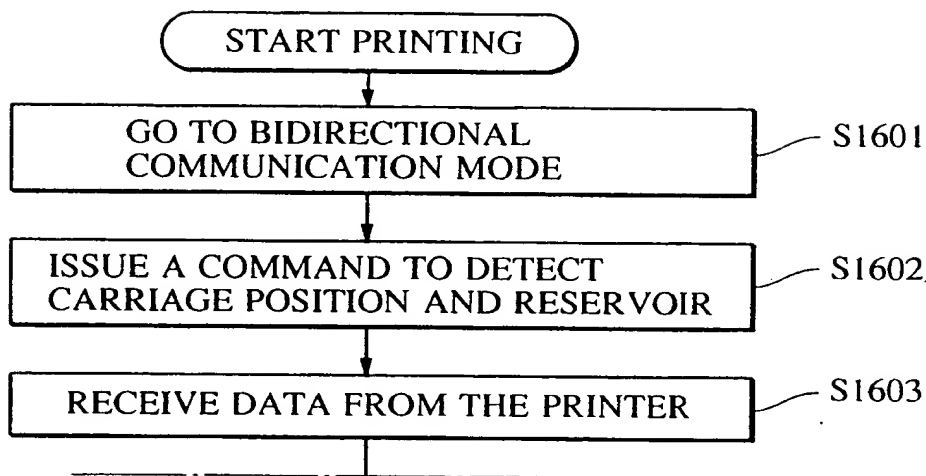 START PRINTING
GO TO BIDIRECTIONAL
COMMUNICATION MODE
S1601
ISSUE A COMMAND TO DETECT
CARRIAGE POSITION AND RESERVOIR
S1602
RECEIVE DATA FROM THE PRINTER
S1603